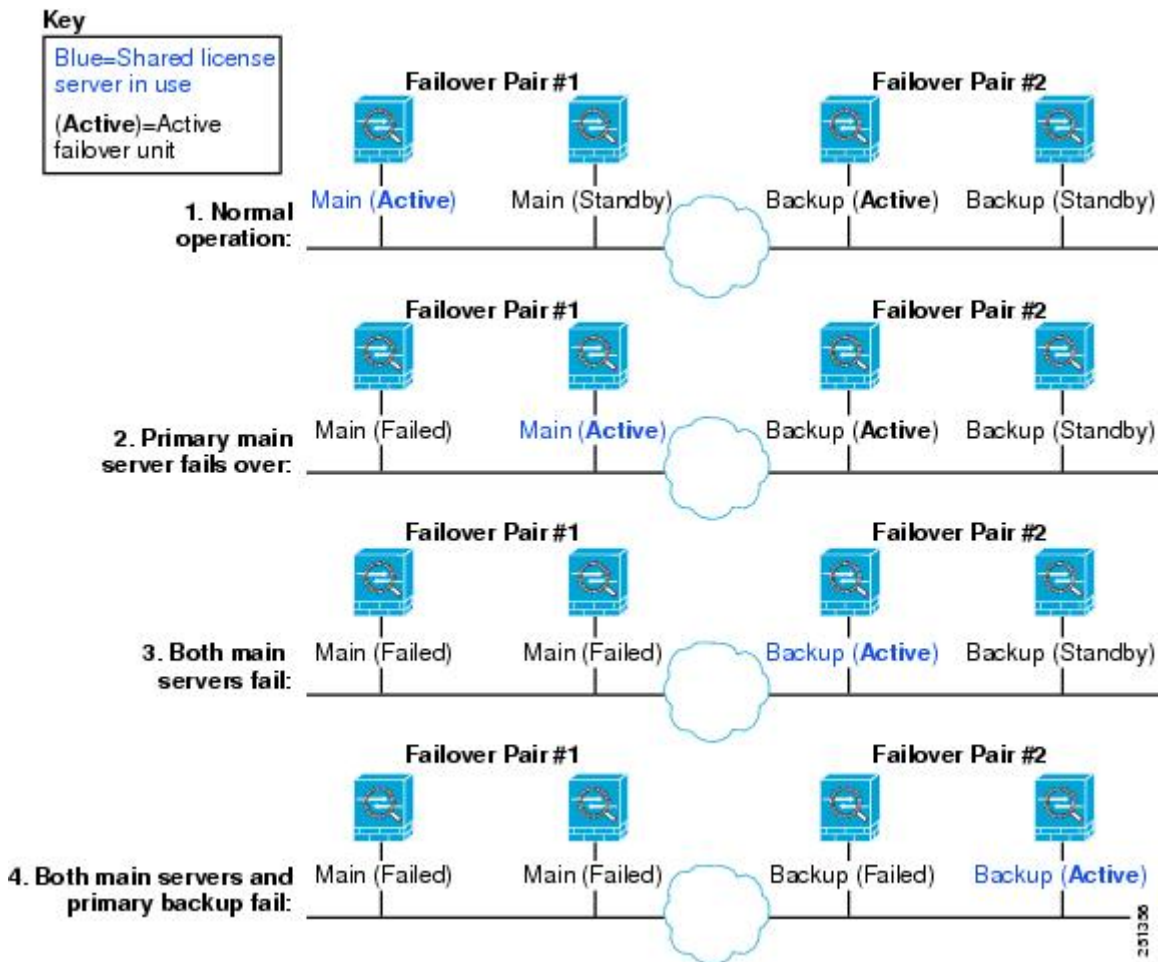 Key
Blue=Shared license
server in use
(Active)=Active
failover unit
Failover Pair #1
Failover Pair #2
1. Normal
operation:
Main (Active)
Main (Standby)
Backup (Active)
Backup (Standby)
Failover Pair #1
Failover Pair #2
2. Primary main
server fails over:
Main (Failed)
Main (Active)
Backup (Active)
Backup (Standby)
Failover Pair #1
Failover Pair #2
3. Both main
servers fail:
Main (Failed)
Main (Failed)
Backup (Active)
Backup (Standby)
Failover Pair #1
Failover Pair #2
4. Both main servers and
primary backup fail:
Main (Failed)
Main (Failed)
Backup (Failed)
Backup (Active)
251356